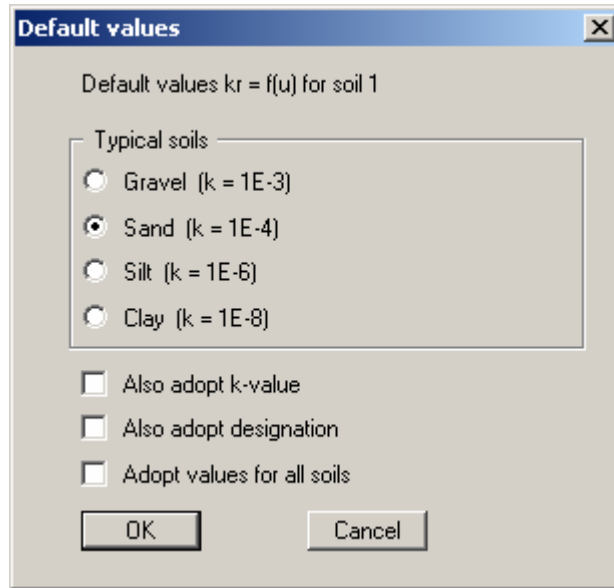 Default values
Default values kr = f(u) for soil 1
Typical soils
Gravel (k = 1E-3)
Sand (k = 1E-4)
Silt (k = 1E-6)
Clay (k = 1E-8)
Also adopt k-value
Also adopt designation
Adopt values for all soils
OK Cancel